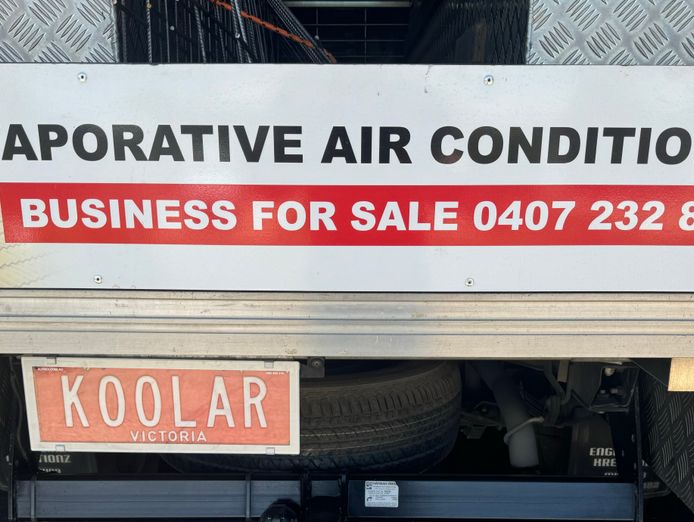 APORATIVE AIR CONDITIO
BUSINESS FOR SALE 0407 232 8
KOOLAR
VICTORIA